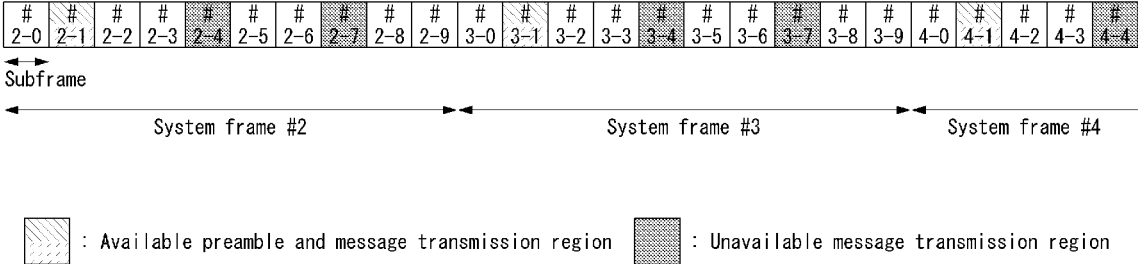 # # # # # # # # # # # # # # # # # # # # # # # # #
2-0 2-1 2-2 2-3 2-4 2-5 2-6 2-7 2-8 2-9 3-0 3-1 3-2 3-3 3-4 3-5 3-6 3-7 3-8 3-9 4-0 4-1 4-2 4-3 4-4
Subframe
System frame #2 System frame #3 System frame #4
: Available preamble and message transmission region : Unavailable message transmission region